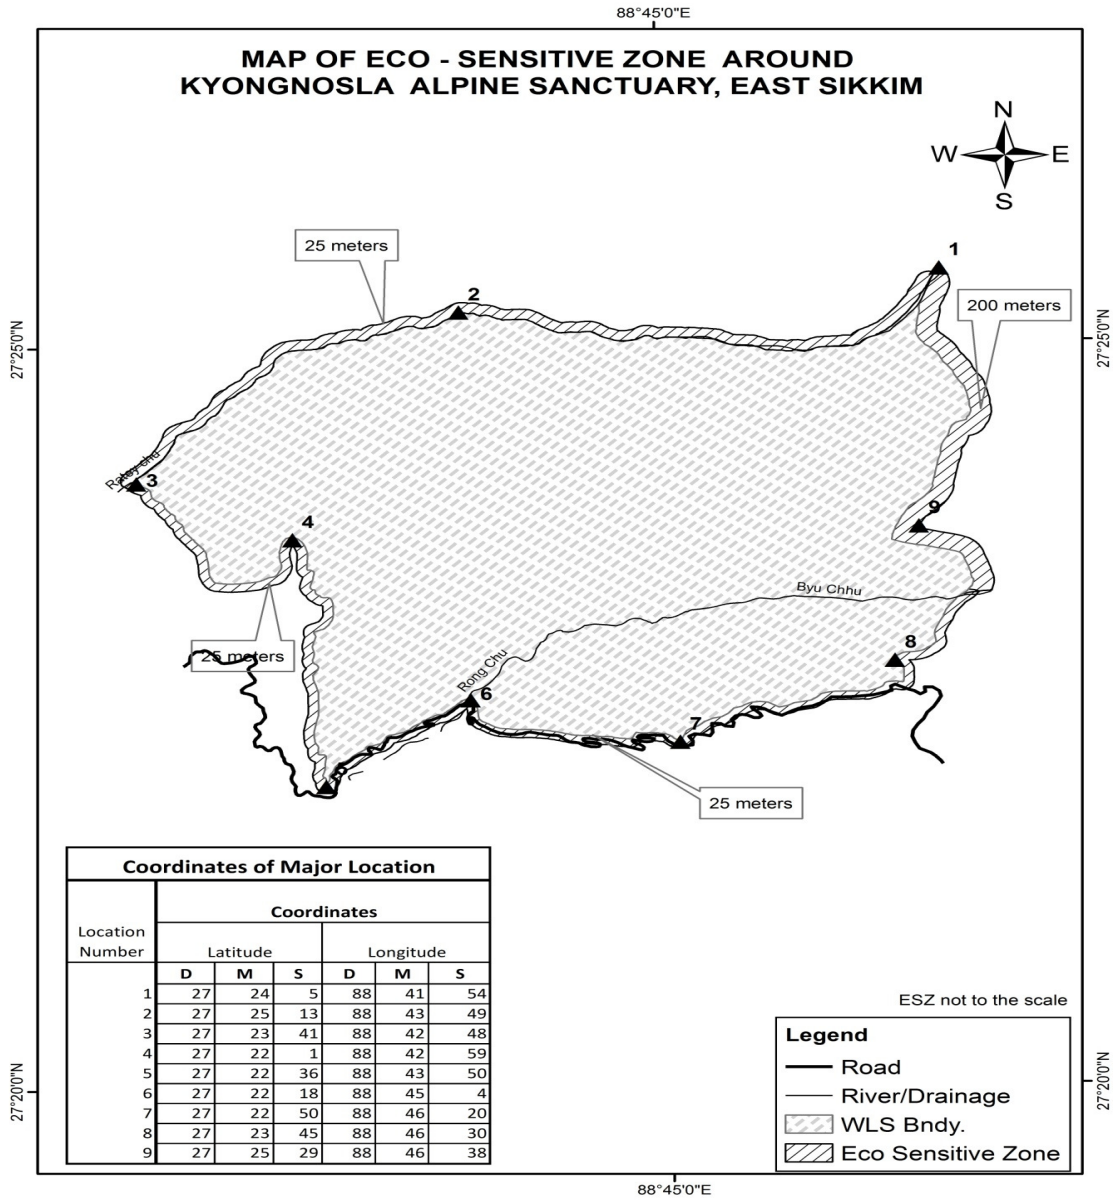 88°45'0"E
MAP OF ECO - SENSITIVE ZONE AROUND
KYONGNOSLA ALPINE SANCTUARY, EAST SIKKIM
N
W E
S
25 meters
1
2
200 meters
27°25'0"N
27°25'0"N
Ratey chu
3
9
4
Byu Chhu
8
25 meters
Rong Chu
6
7
5
25 meters
Coordinates of Major Location
Location Number
Coordinates
Latitude Longitude
D M S D M S
1 27 24 5 88 41 54
2 27 25 13 88 43 49
3 27 23 41 88 42 48
4 27 22 1 88 42 59
5 27 22 36 88 43 50
6 27 22 18 88 45 4
7 27 22 50 88 46 20
8 27 23 45 88 46 30
9 27 25 29 88 46 38
ESZ not to the scale
Legend
Road
River/Drainage
WLS Bndy.
Eco Sensitive Zone
27°20'0"N
27°20'0"N
88°45'0"E